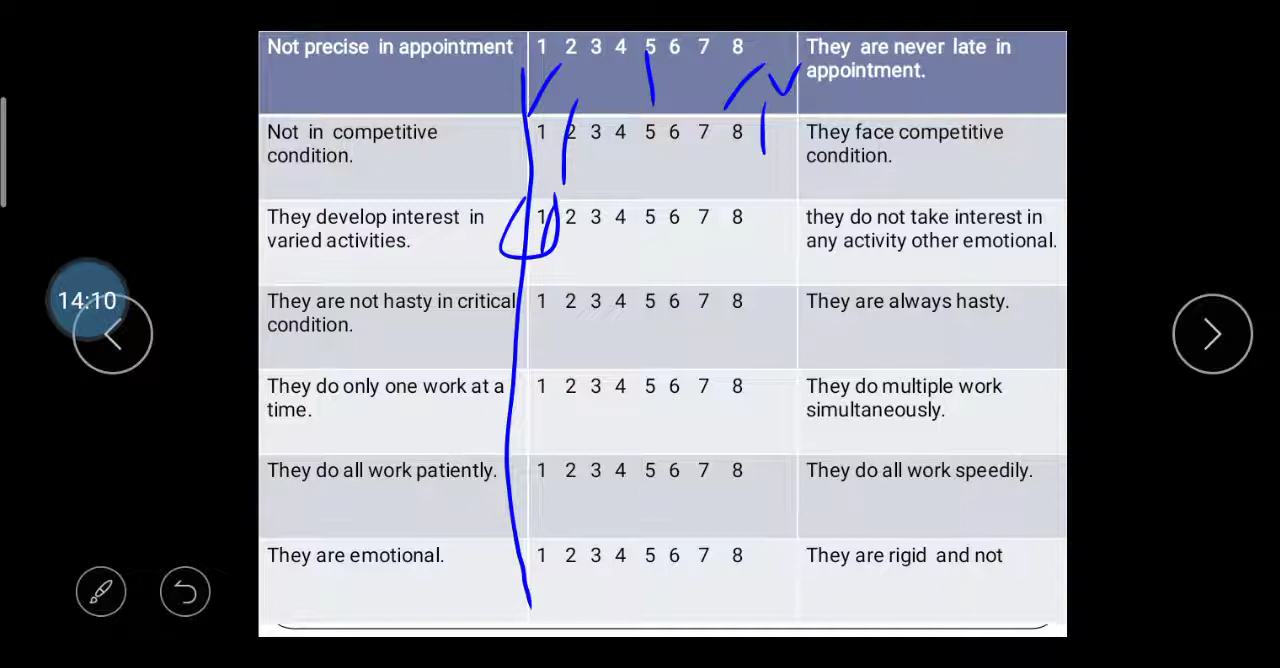 Not precise in appointment
1 2 3 4 5 6 7 8
They are never late in
appointment.
Not in competitive
condition.
1 2 3 4 5 6 7 8
They face competitive
condition.
They develop interest in
varied activities.
1 2 3 4 5 6 7 8
they do not take interest in
any activity other emotional.
They are not hasty in critical
condition.
1 2 3 4 5 6 7 8
They are always hasty.
14:10
They do only one work at a
time.
1 2 3 4 5 6 7 8
They do multiple work
simultaneously.
They do all work patiently.
1 2 3 4 5 6 7 8
They do all work speedily.
They are emotional.
1 2 3 4 5 6 7 8
They are rigid and not